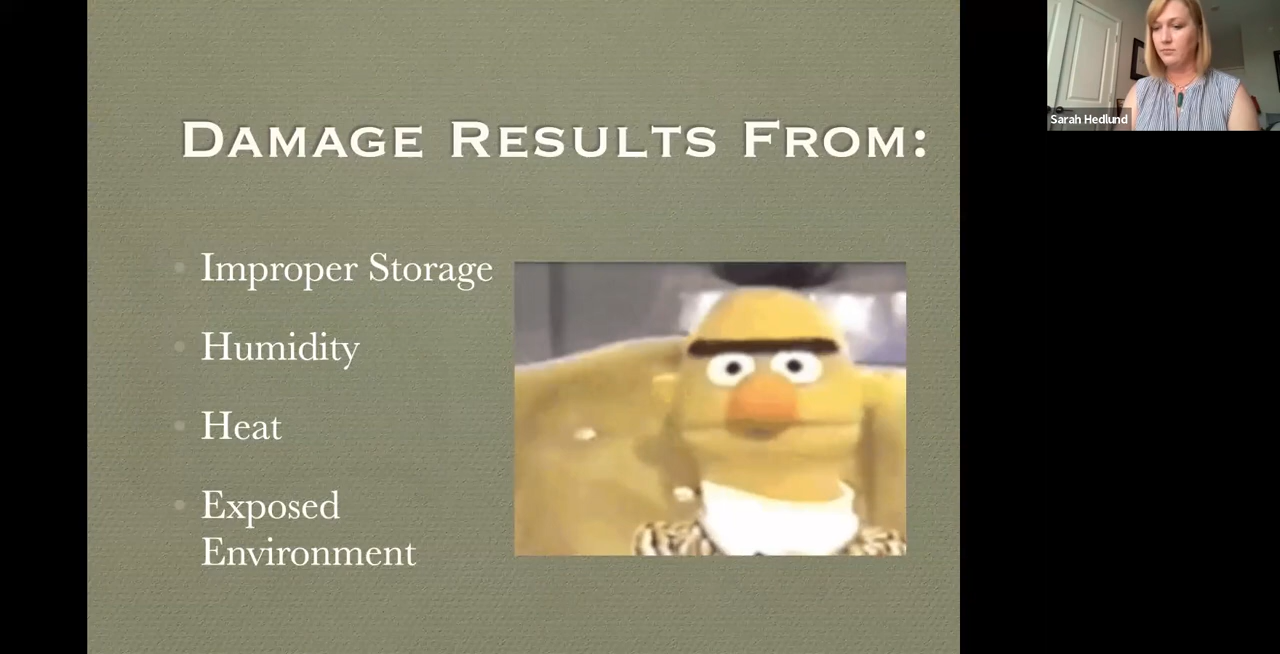 Damage Results From:
Improper Storage
Humidity
Heat
Exposed
Environment
Sarah Hedlund